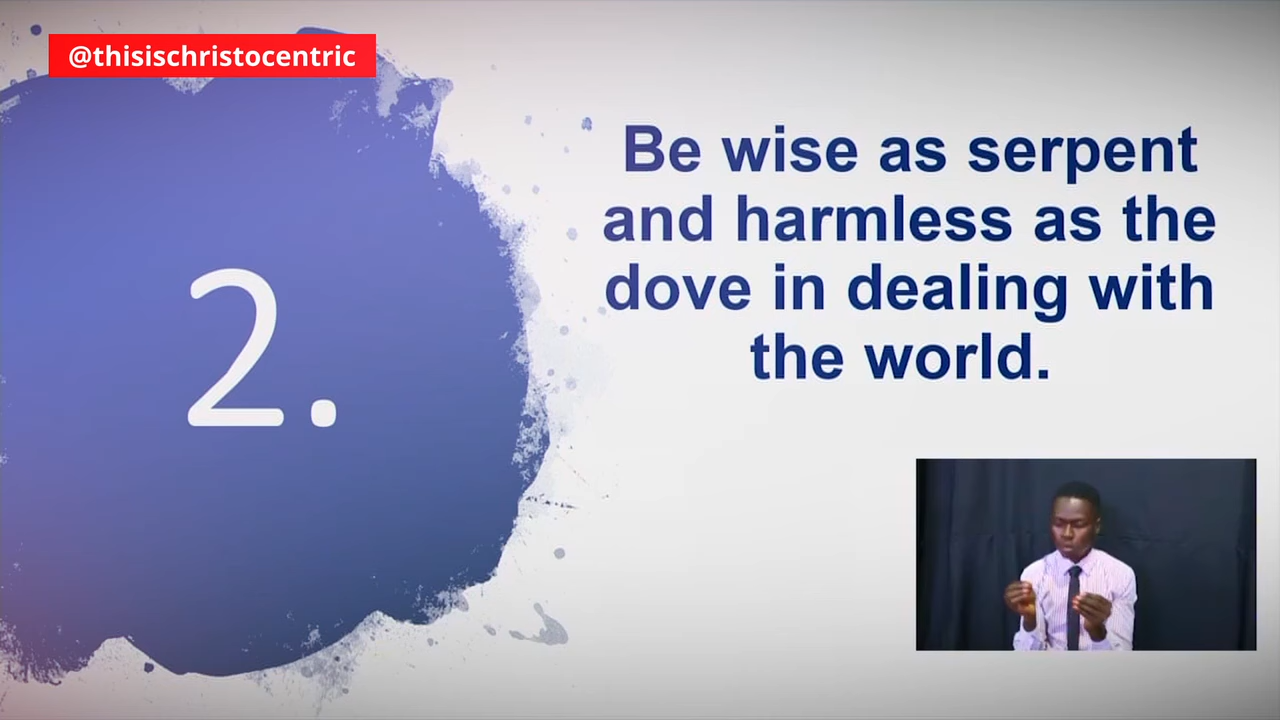 @thisischristocentric
2.
Be wise as serpent
and harmless as the
dove in dealing with
the world.